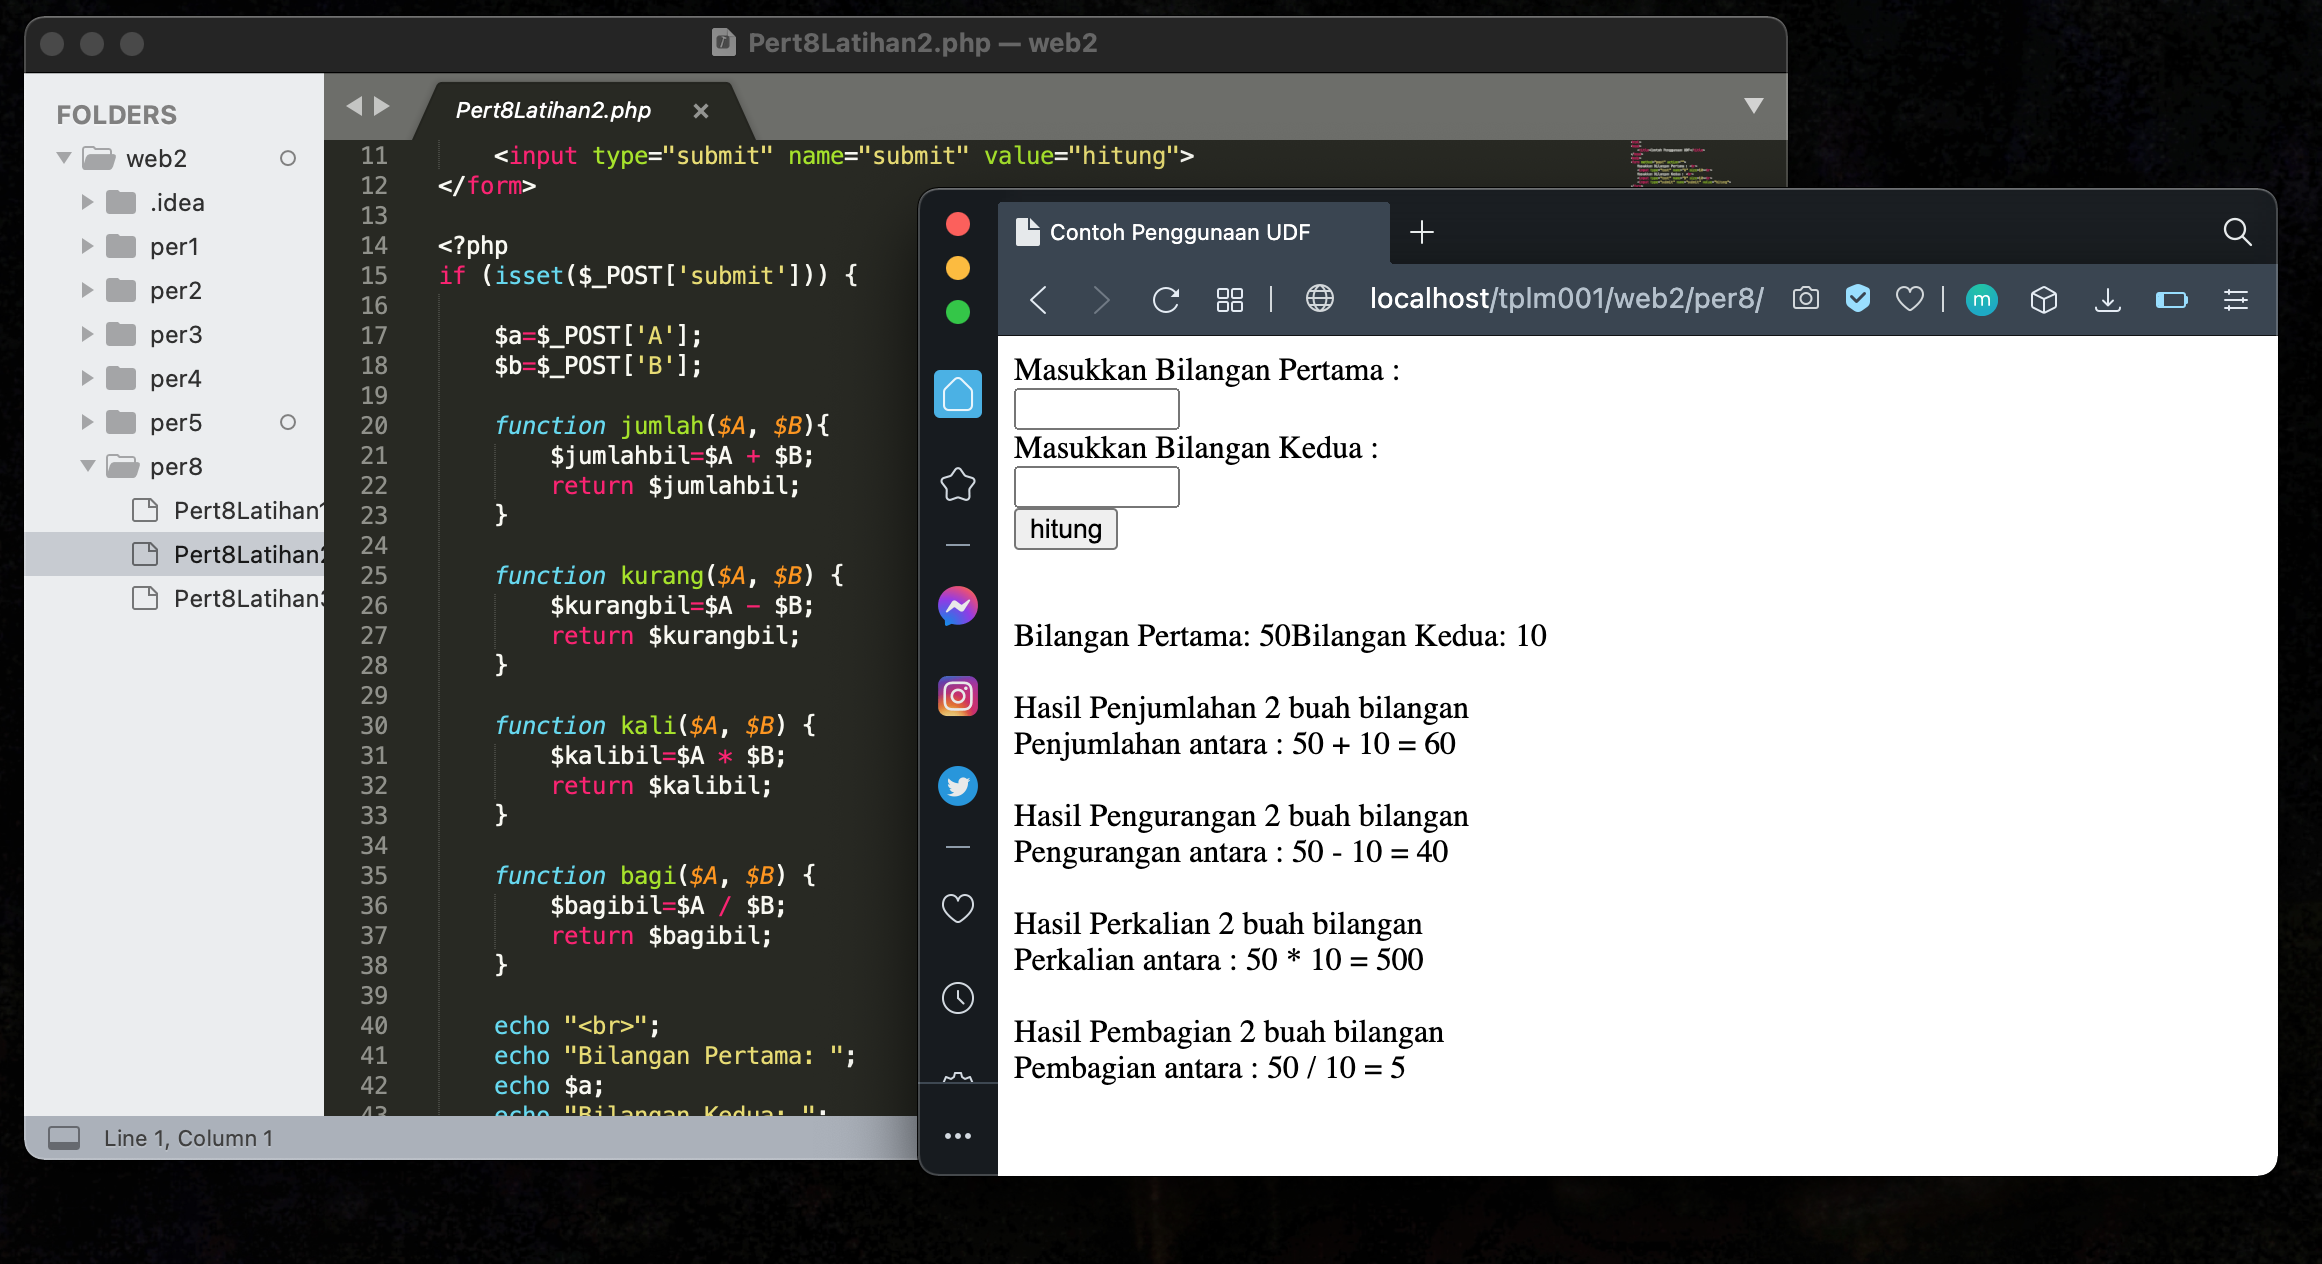 Pert8Latihan2.php — web2
FOLDERS
web2
.idea
per1
per2
per3
per4
per5
per8
Pert8Latihan1
Pert8Latihan2
Pert8Latihan3
Pert8Latihan2.php ×
11 <input type="submit" name="submit" value="hitung">
12 </form>
13
14 <?php
15 if (isset($_POST['submit'])) {
16
17 $a=$_POST['A'];
18 $b=$_POST['B'];
19
20 function jumlah($A, $B){
21 $jumlahbil=$A + $B;
22 return $jumlahbil;
23 }
24
25 function kurang($A, $B) {
26 $kurangbil=$A - $B;
27 return $kurangbil;
28 }
29
30 function kali($A, $B) {
31 $kalibil=$A * $B;
32 return $kalibil;
33 }
34
35 function bagi($A, $B) {
36 $bagibil=$A / $B;
37 return $bagibil;
38 }
39
40 echo "<br>";
41 echo "Bilangan Pertama: ";
42 echo $a;
43 echo "Bilangan Kedua: ";
Line 1, Column 1
Contoh Penggunaan UDF
localhost/tplm001/web2/per8/
m
Masukkan Bilangan Pertama :
Masukkan Bilangan Kedua :
hitung
Bilangan Pertama: 50Bilangan Kedua: 10
Hasil Penjumlahan 2 buah bilangan
Penjumlahan antara : 50 + 10 = 60
Hasil Pengurangan 2 buah bilangan
Pengurangan antara : 50 - 10 = 40
Hasil Perkalian 2 buah bilangan
Perkalian antara : 50 * 10 = 500
Hasil Pembagian 2 buah bilangan
Pembagian antara : 50 / 10 = 5